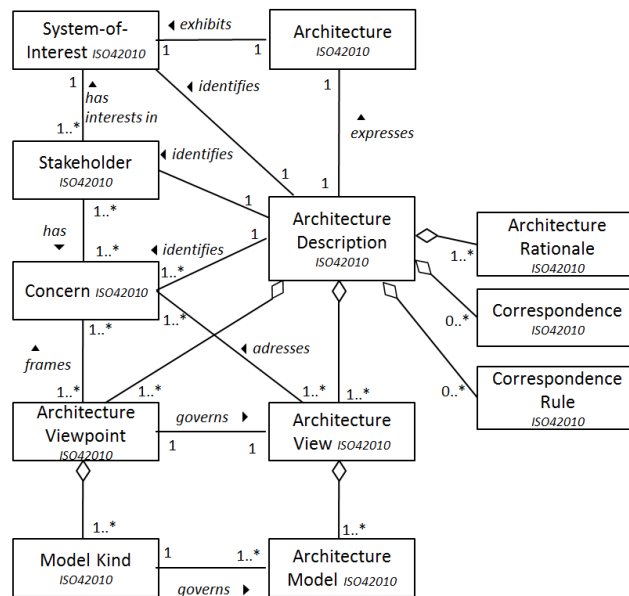 System-of-
Interest ISO42010
◄ exhibits
1
1
Architecture
ISO42010
1
▲ has
interests in
1..*
◄ identifies
1
▲
expresses
Stakeholder
ISO42010
◄ identifies
1
1
1
1..*
has
▼
1..*
◄ identifies
1
1..*
Architecture
Description
ISO42010
Architecture
Rationale
ISO42010
1..*
Concern ISO42010
1..*
1..*
Correspondence
ISO42010
0..*
▲
frames
◄ adresses
1..*
1..*
1..*
1..*
Correspondence
Rule
ISO42010
0..*
Architecture
Viewpoint
ISO42010
governs ►
1
1
Architecture
View ISO42010
1..*
1..*
Model Kind
ISO42010
1
1..*
governs ►
Architecture
Model ISO42010